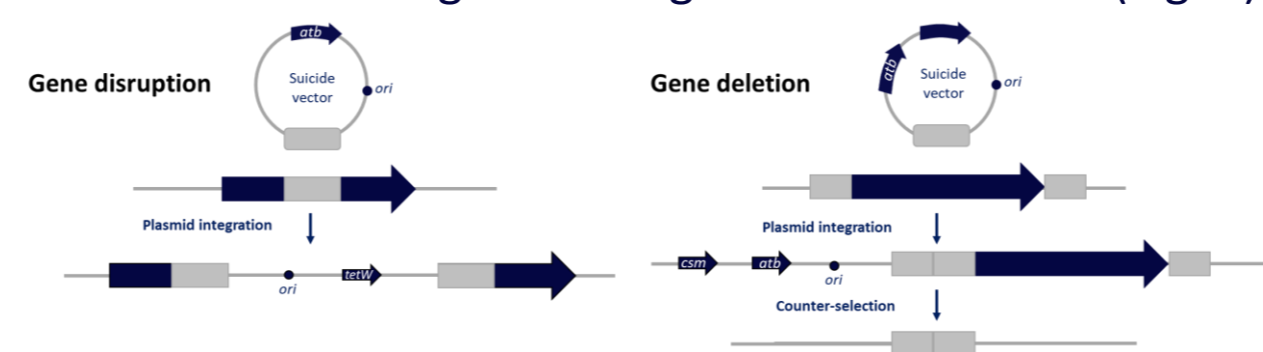 Gene disruption
atb
Suicide
vector
ori
Plasmid integration
ori
tetW
Gene deletion
atb
Suicide
vector
ori
Plasmid integration
csm
atb
ori
Counter-selection